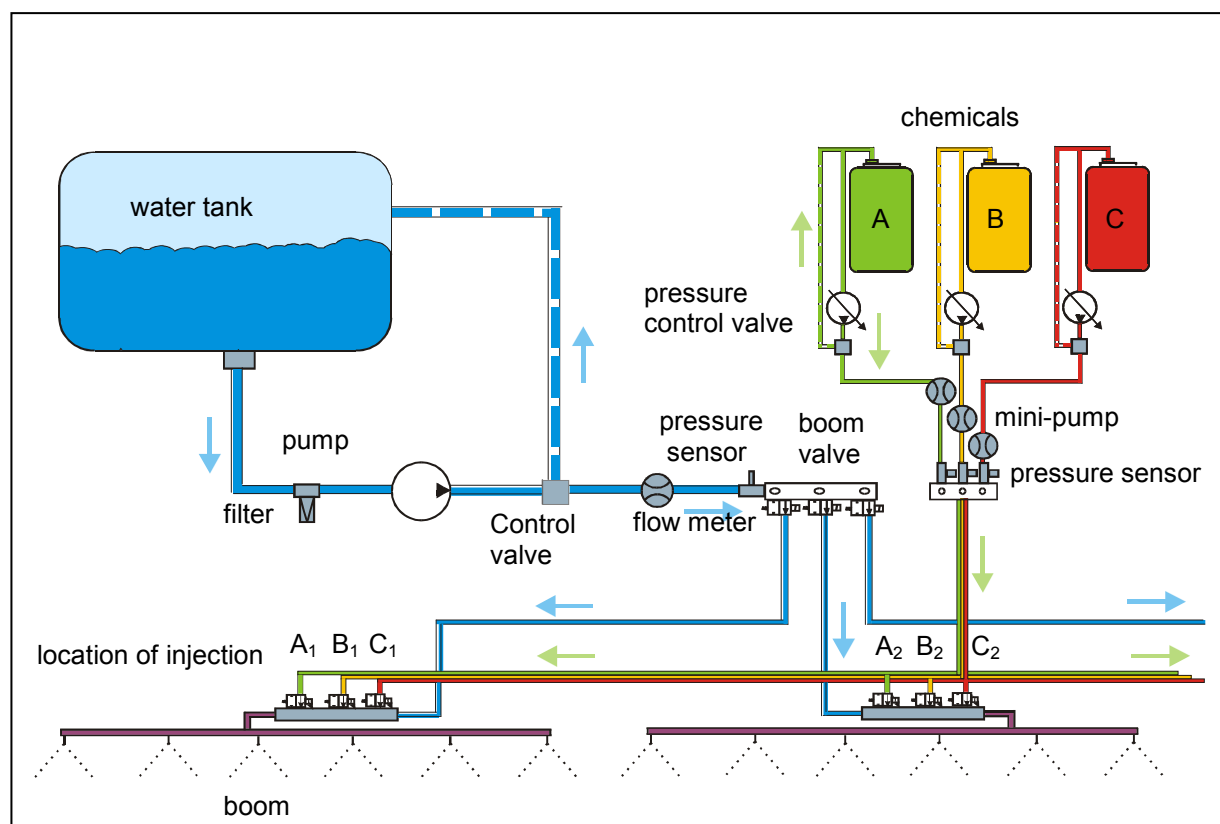 chemicals
water tank
A
B
C
pressure
control valve
pump
pressure
sensor
boom
valve
mini-pump
pressure sensor
filter
Control
valve
flow meter
location of injection
A₁
B₁
C₁
A₂
B₂
C₂
boom